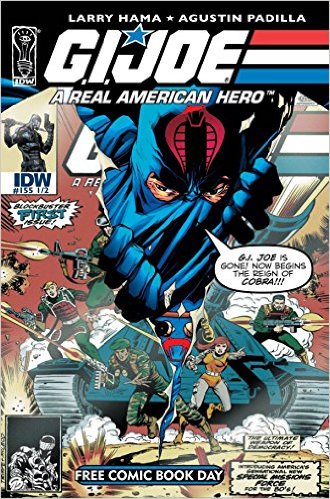 LARRY HAMA ★ AGUSTIN PADILLA
IDW
G.I.JOE
A REAL AMERICAN HERO™
IDW
#155 1/2
A RE
BLOCKBUSTER
FIRST
ISSUE!
G.I. JOE
IS
GONE! NOW BEGINS
THE REIGN
OF
COBRA!!!
FREE COMIC BOOK DAY
THE ULTIMATE
WEAPON OF
DEMOCRACY!
INTRODUCING AMERICA'S
SENSATIONAL NEW
SPECIAL MISSIONS
FORCE
FOR THE 80'S!